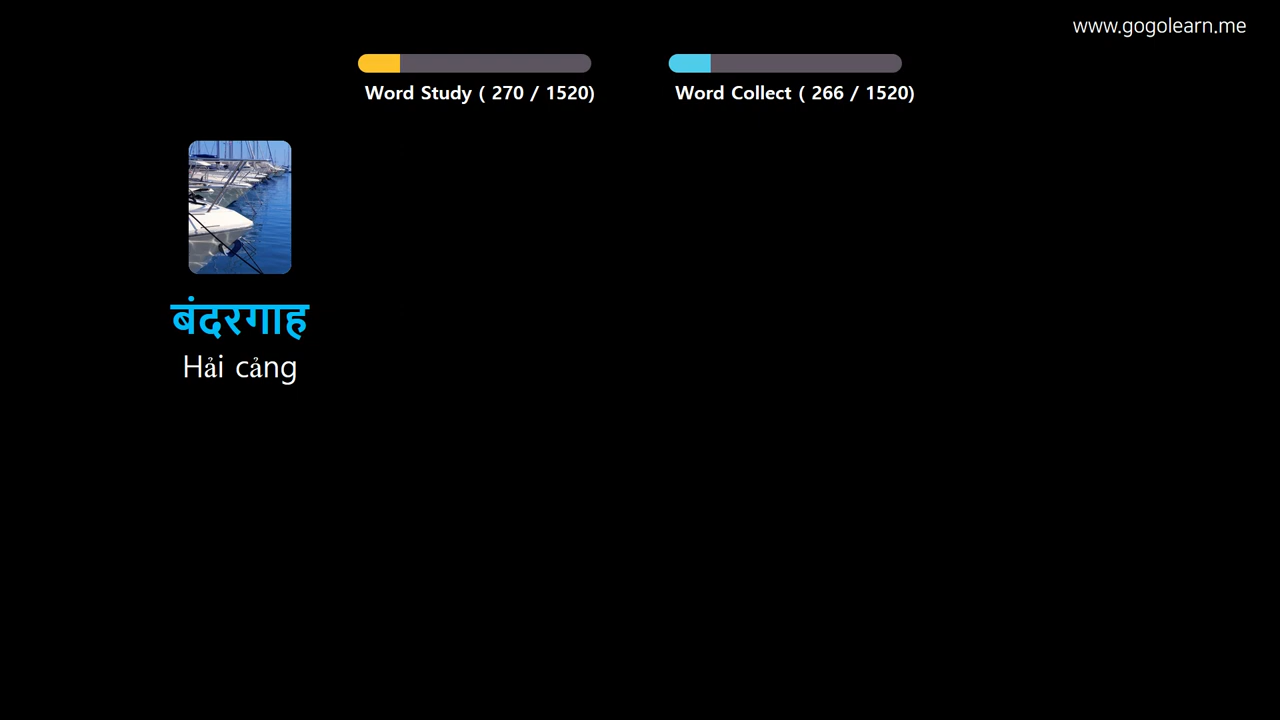 www.gogolearn.me
Word Study ( 270 / 1520)
Word Collect ( 266 / 1520)
बंदरगाह
Hải cảng